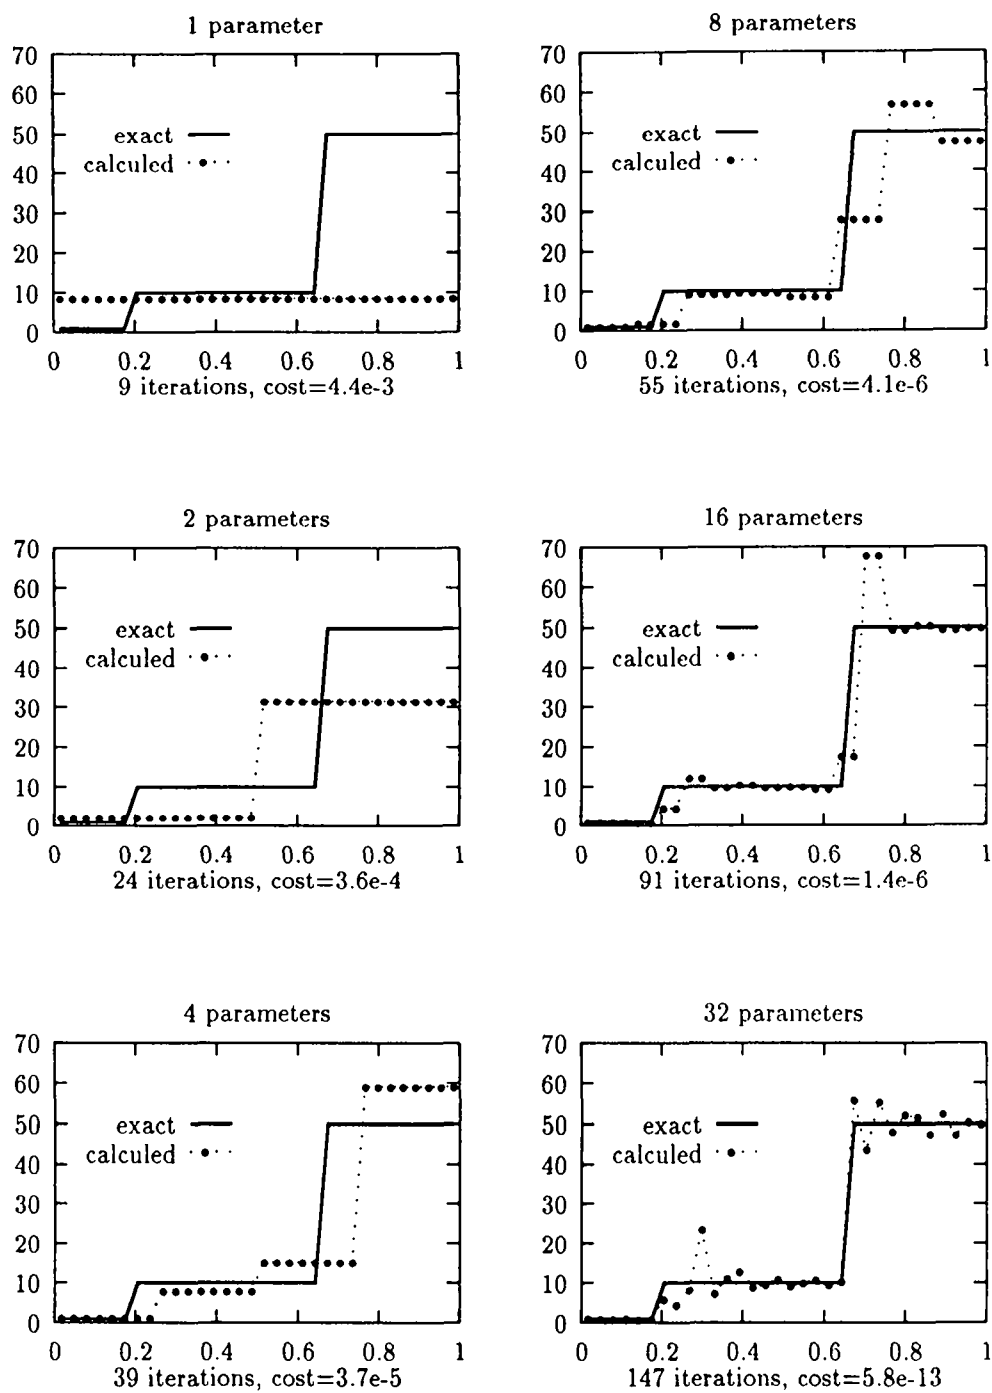 1 parameter
70
60
50
40
30
20
10
0
exact
calculed
0 0.2 0.4 0.6 0.8 1
9 iterations, cost=4.4e-3
8 parameters
70
60
50
40
30
20
10
0
exact
calculed
0 0.2 0.4 0.6 0.8 1
55 iterations, cost=4.1e-6
2 parameters
70
60
50
40
30
20
10
0
exact
calculed
0 0.2 0.4 0.6 0.8 1
24 iterations, cost=3.6e-4
16 parameters
70
60
50
40
30
20
10
0
exact
calculed
0 0.2 0.4 0.6 0.8 1
91 iterations, cost=1.4e-6
4 parameters
70
60
50
40
30
20
10
0
exact
calculed
0 0.2 0.4 0.6 0.8 1
39 iterations, cost=3.7e-5
32 parameters
70
60
50
40
30
20
10
0
exact
calculed
0 0.2 0.4 0.6 0.8 1
147 iterations, cost=5.8e-13